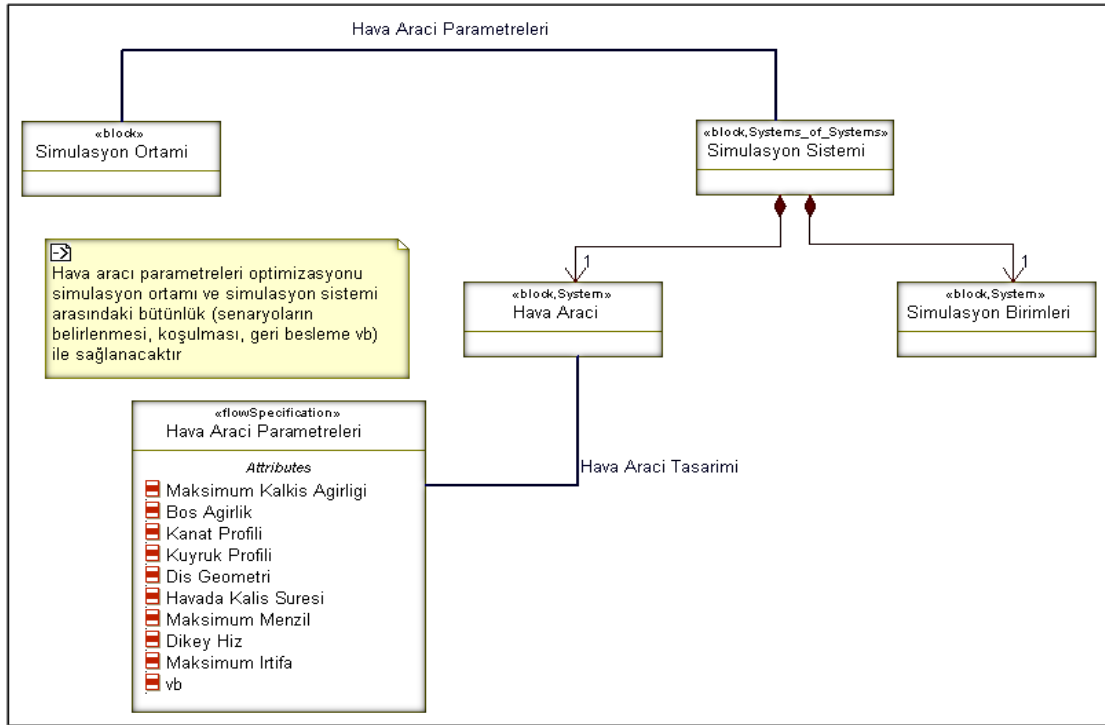 Hava Araci Parametreleri
«block»
Simulasyon Ortami
«block,Systems_of_Systems»
Simulasyon Sistemi
Hava aracı parametreleri optimizasyonu
simulasyon ortamı ve simulasyon sistemi
arasındaki bütünlük (senaryoların
belirlenmesi, koşulması, geri besleme vb)
ile sağlanacaktır
1
«block,System»
Hava Araci
1
«block,System»
Simulasyon Birimleri
«flowSpecification»
Hava Araci Parametreleri
Attributes
Maksimum Kalkis Agirligi
Bos Agirlik
Kanat Profili
Kuyruk Profili
Dis Geometri
Havada Kalis Suresi
Maksimum Menzil
Dikey Hiz
Maksimum Irtifa
vb
Hava Araci Tasarimi